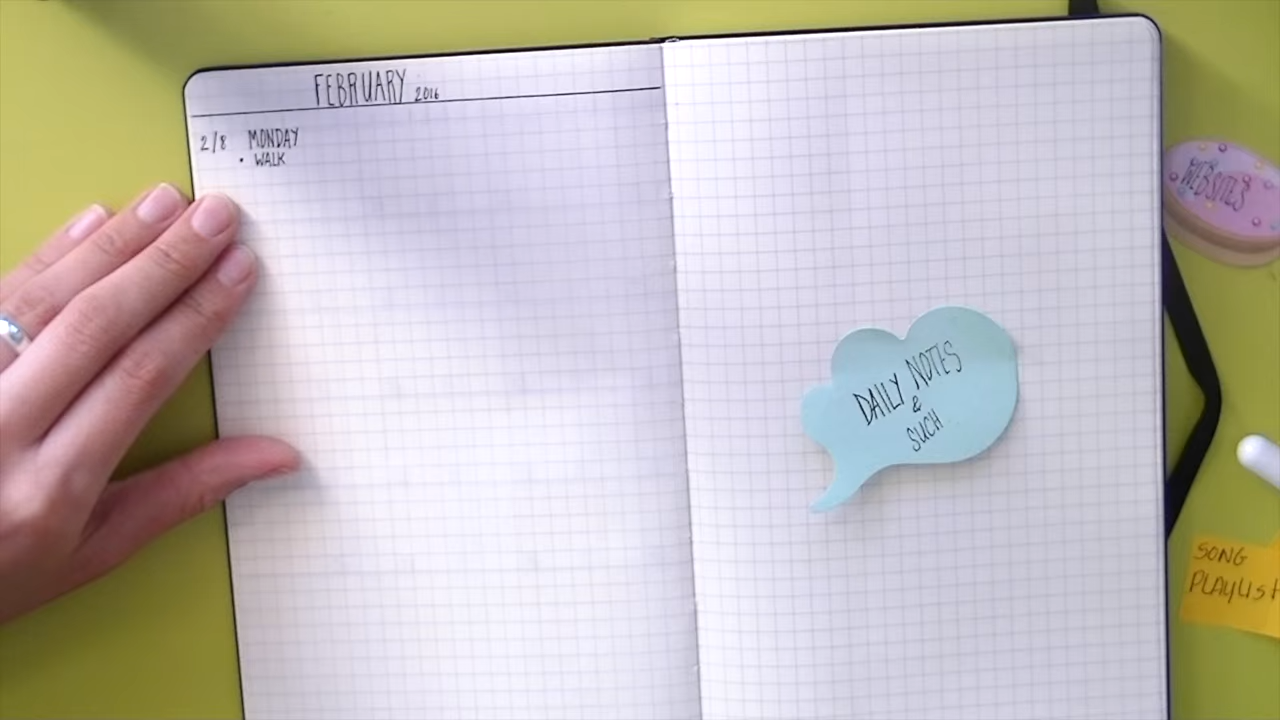 FEBRUARY 2016
2/8 MONDAY
• WALK
DAILY NOTES
&
SUCH
WEBSITES
SONG
PLAYLIST